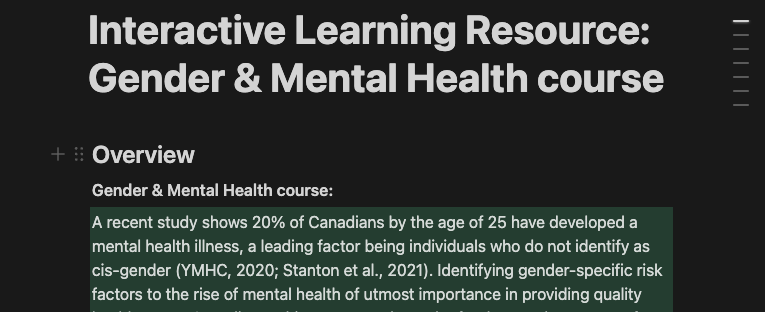 Interactive Learning Resource:
Gender & Mental Health course
Overview
Gender & Mental Health course:
A recent study shows 20% of Canadians by the age of 25 have developed a
mental health illness, a leading factor being individuals who do not identify as
cis-gender (YMHC, 2020; Stanton et al., 2021). Identifying gender-specific risk
factors to the rise of mental health of utmost importance in providing quality